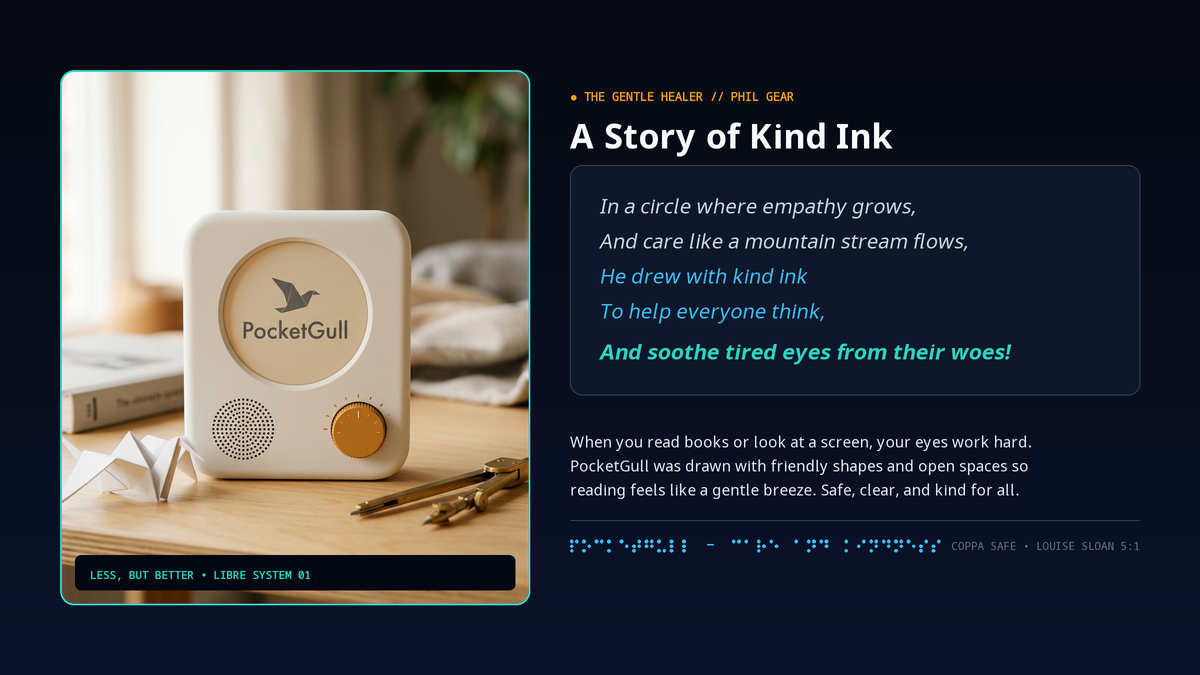 PocketGull
The ultimate
LESS, BUT BETTER • LIBRE SYSTEM 01
● THE GENTLE HEALER // PHIL GEAR
A Story of Kind Ink
In a circle where empathy grows,
And care like a mountain stream flows,
He drew with kind ink
To help everyone think,
And soothe tired eyes from their woes!
When you read books or look at a screen, your eyes work hard.
PocketGull was drawn with friendly shapes and open spaces so
reading feels like a gentle breeze. Safe, clear, and kind for all.
⠏⠕⠉⠅⠑⠞⠛⠥⠇⠇ – ⠉⠁⠗⠑ ⠁⠝⠙ ⠅⠊⠝⠙⠝⠑⠎⠎ COPPA SAFE • LOUISE SLOAN 5:1